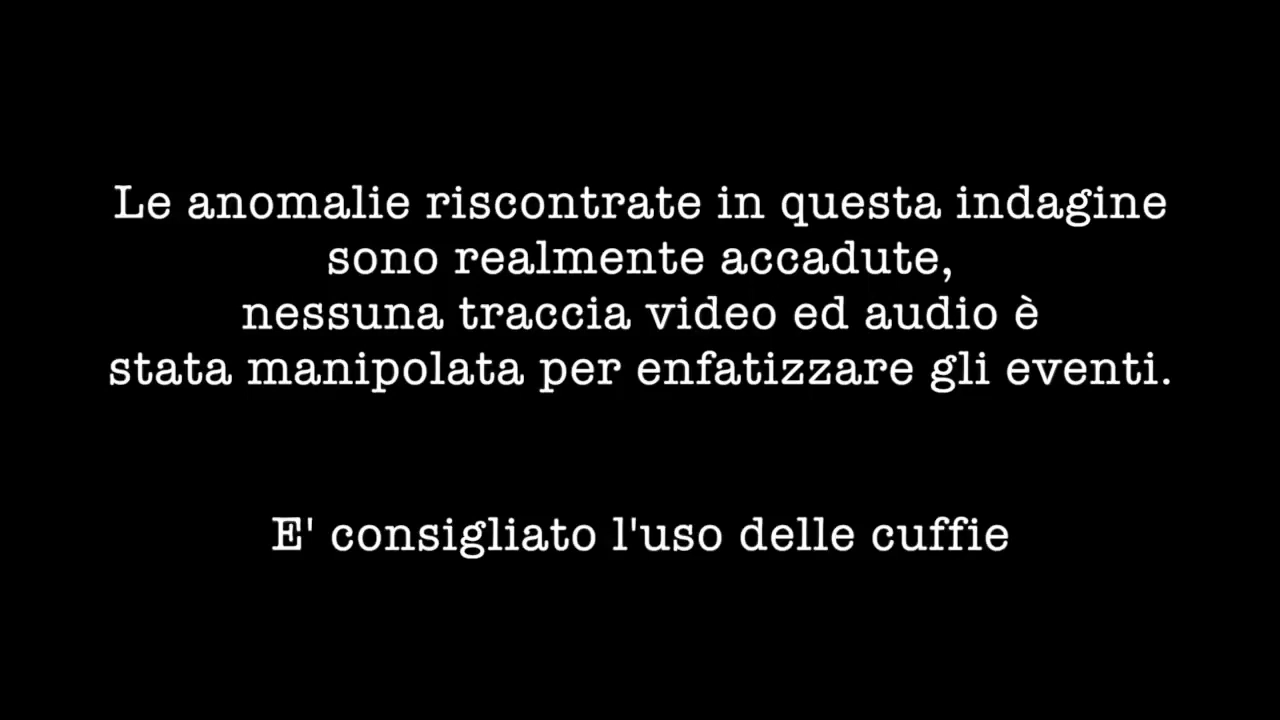 Le anomalie riscontrate in questa indagine
sono realmente accadute,
nessuna traccia video ed audio è
stata manipolata per enfatizzare gli eventi.
E' consigliato l'uso delle cuffie